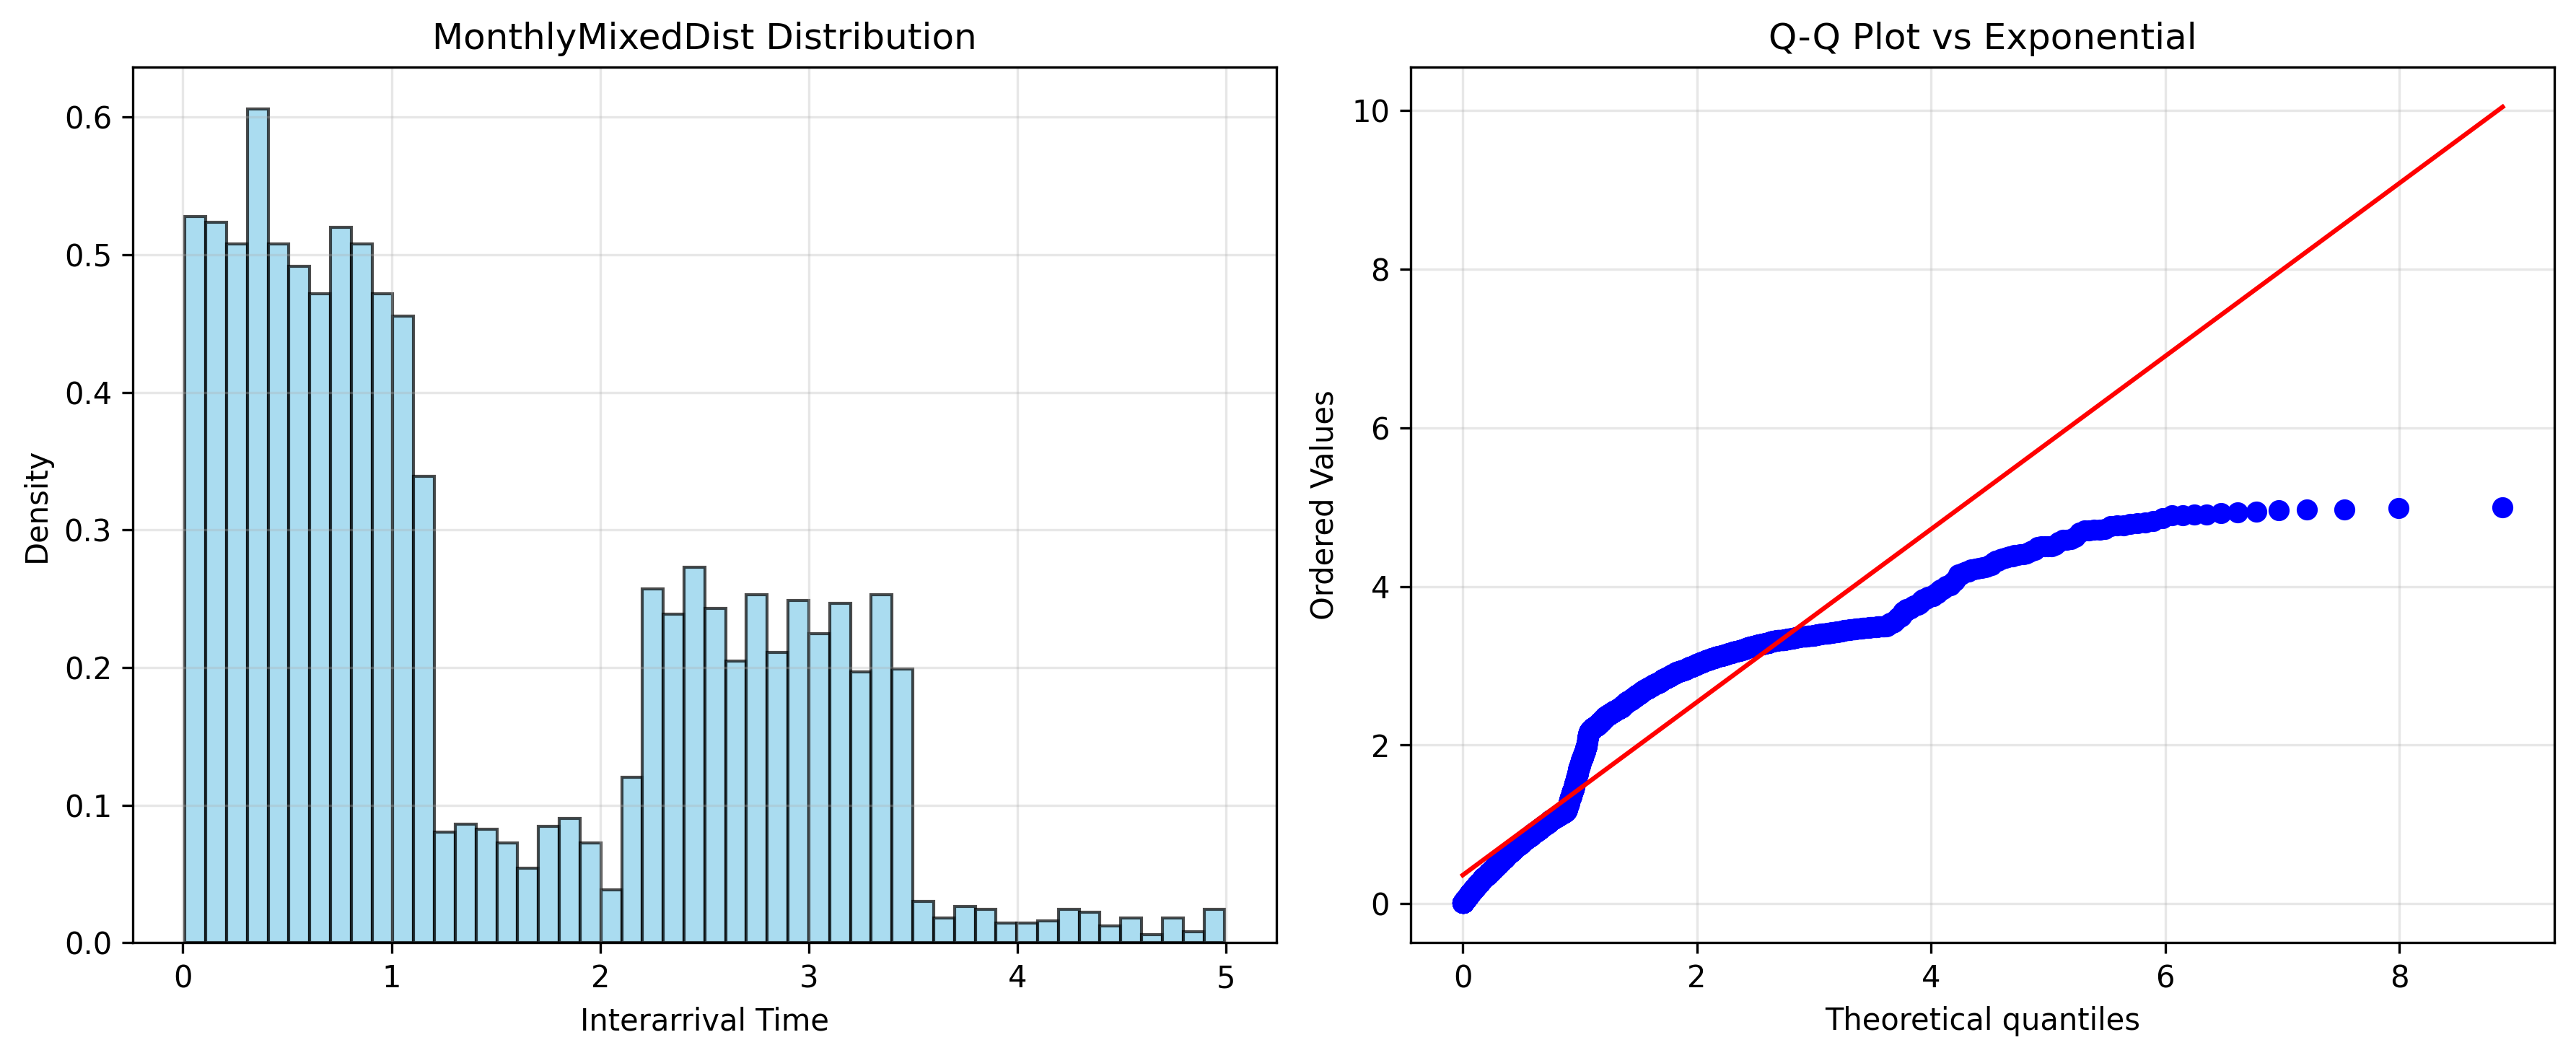 MonthlyMixedDist Distribution
Density
0.6
0.5
0.4
0.3
0.2
0.1
0.0
0 1 2 3 4 5
Interarrival Time
Q-Q Plot vs Exponential
Ordered Values
10
8
6
4
2
0
0 2 4 6 8
Theoretical quantiles